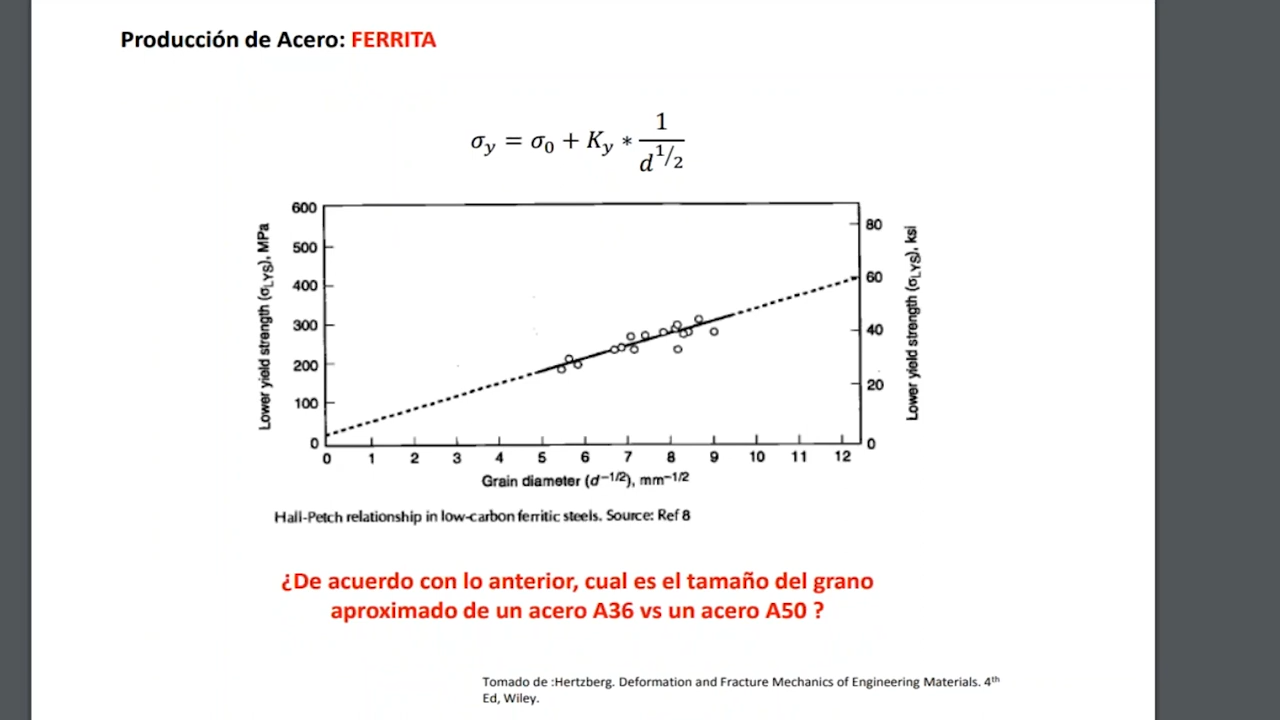 Producción de Acero: FERRITA
σy = σ0 + Ky * 1 / d^1/2
600
500
400
300
200
100
0
Lower yield strength (σLYS), MPa
80
60
40
20
0
Lower yield strength (σLYS), ksi
0 1 2 3 4 5 6 7 8 9 10 11 12
Grain diameter (d−1/2), mm−1/2
Hall-Petch relationship in low-carbon ferritic steels. Source: Ref 8
¿De acuerdo con lo anterior, cual es el tamaño del grano
aproximado de un acero A36 vs un acero A50 ?
Tomado de :Hertzberg. Deformation and Fracture Mechanics of Engineering Materials. 4th
Ed, Wiley.